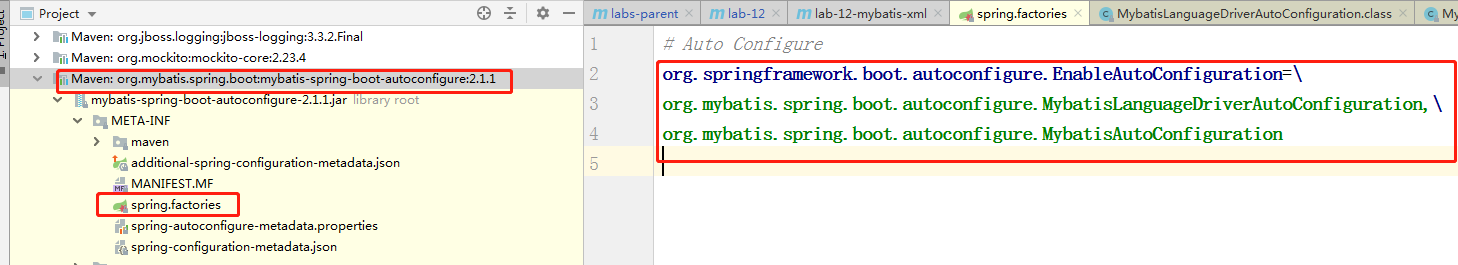 Project
Project
Maven: org.jboss.logging:jboss-logging:3.3.2.Final
Maven: org.mockito:mockito-core:2.23.4
Maven: org.mybatis.spring.boot:mybatis-spring-boot-autoconfigure:2.1.1
mybatis-spring-boot-autoconfigure-2.1.1.jar library root
META-INF
maven
additional-spring-configuration-metadata.json
MANIFEST.MF
spring.factories
spring-autoconfigure-metadata.properties
spring-configuration-metadata.json
labs-parent
lab-12
lab-12-mybatis-xml
spring.factories
MybatisLanguageDriverAutoConfiguration.class
1 # Auto Configure
2 org.springframework.boot.autoconfigure.EnableAutoConfiguration=\
3 org.mybatis.spring.boot.autoconfigure.MybatisLanguageDriverAutoConfiguration,\
4 org.mybatis.spring.boot.autoconfigure.MybatisAutoConfiguration
5